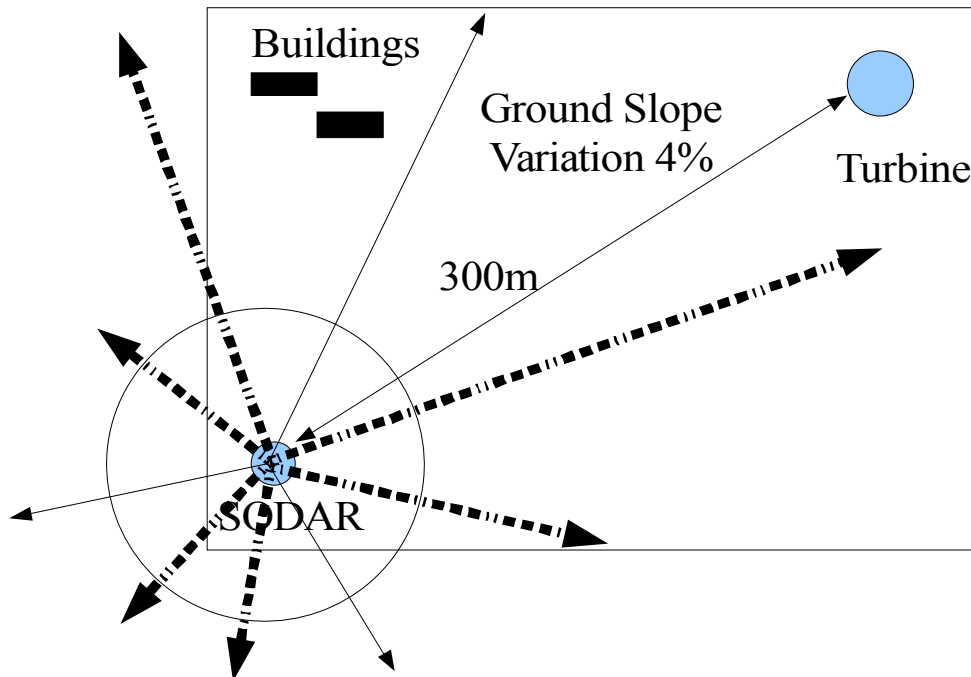 Buildings
Ground Slope
Variation 4%
Turbine
300m
SODAR